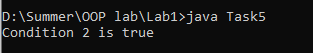 D:\Summer\OOP lab\Lab1>java Task5
Condition 2 is true